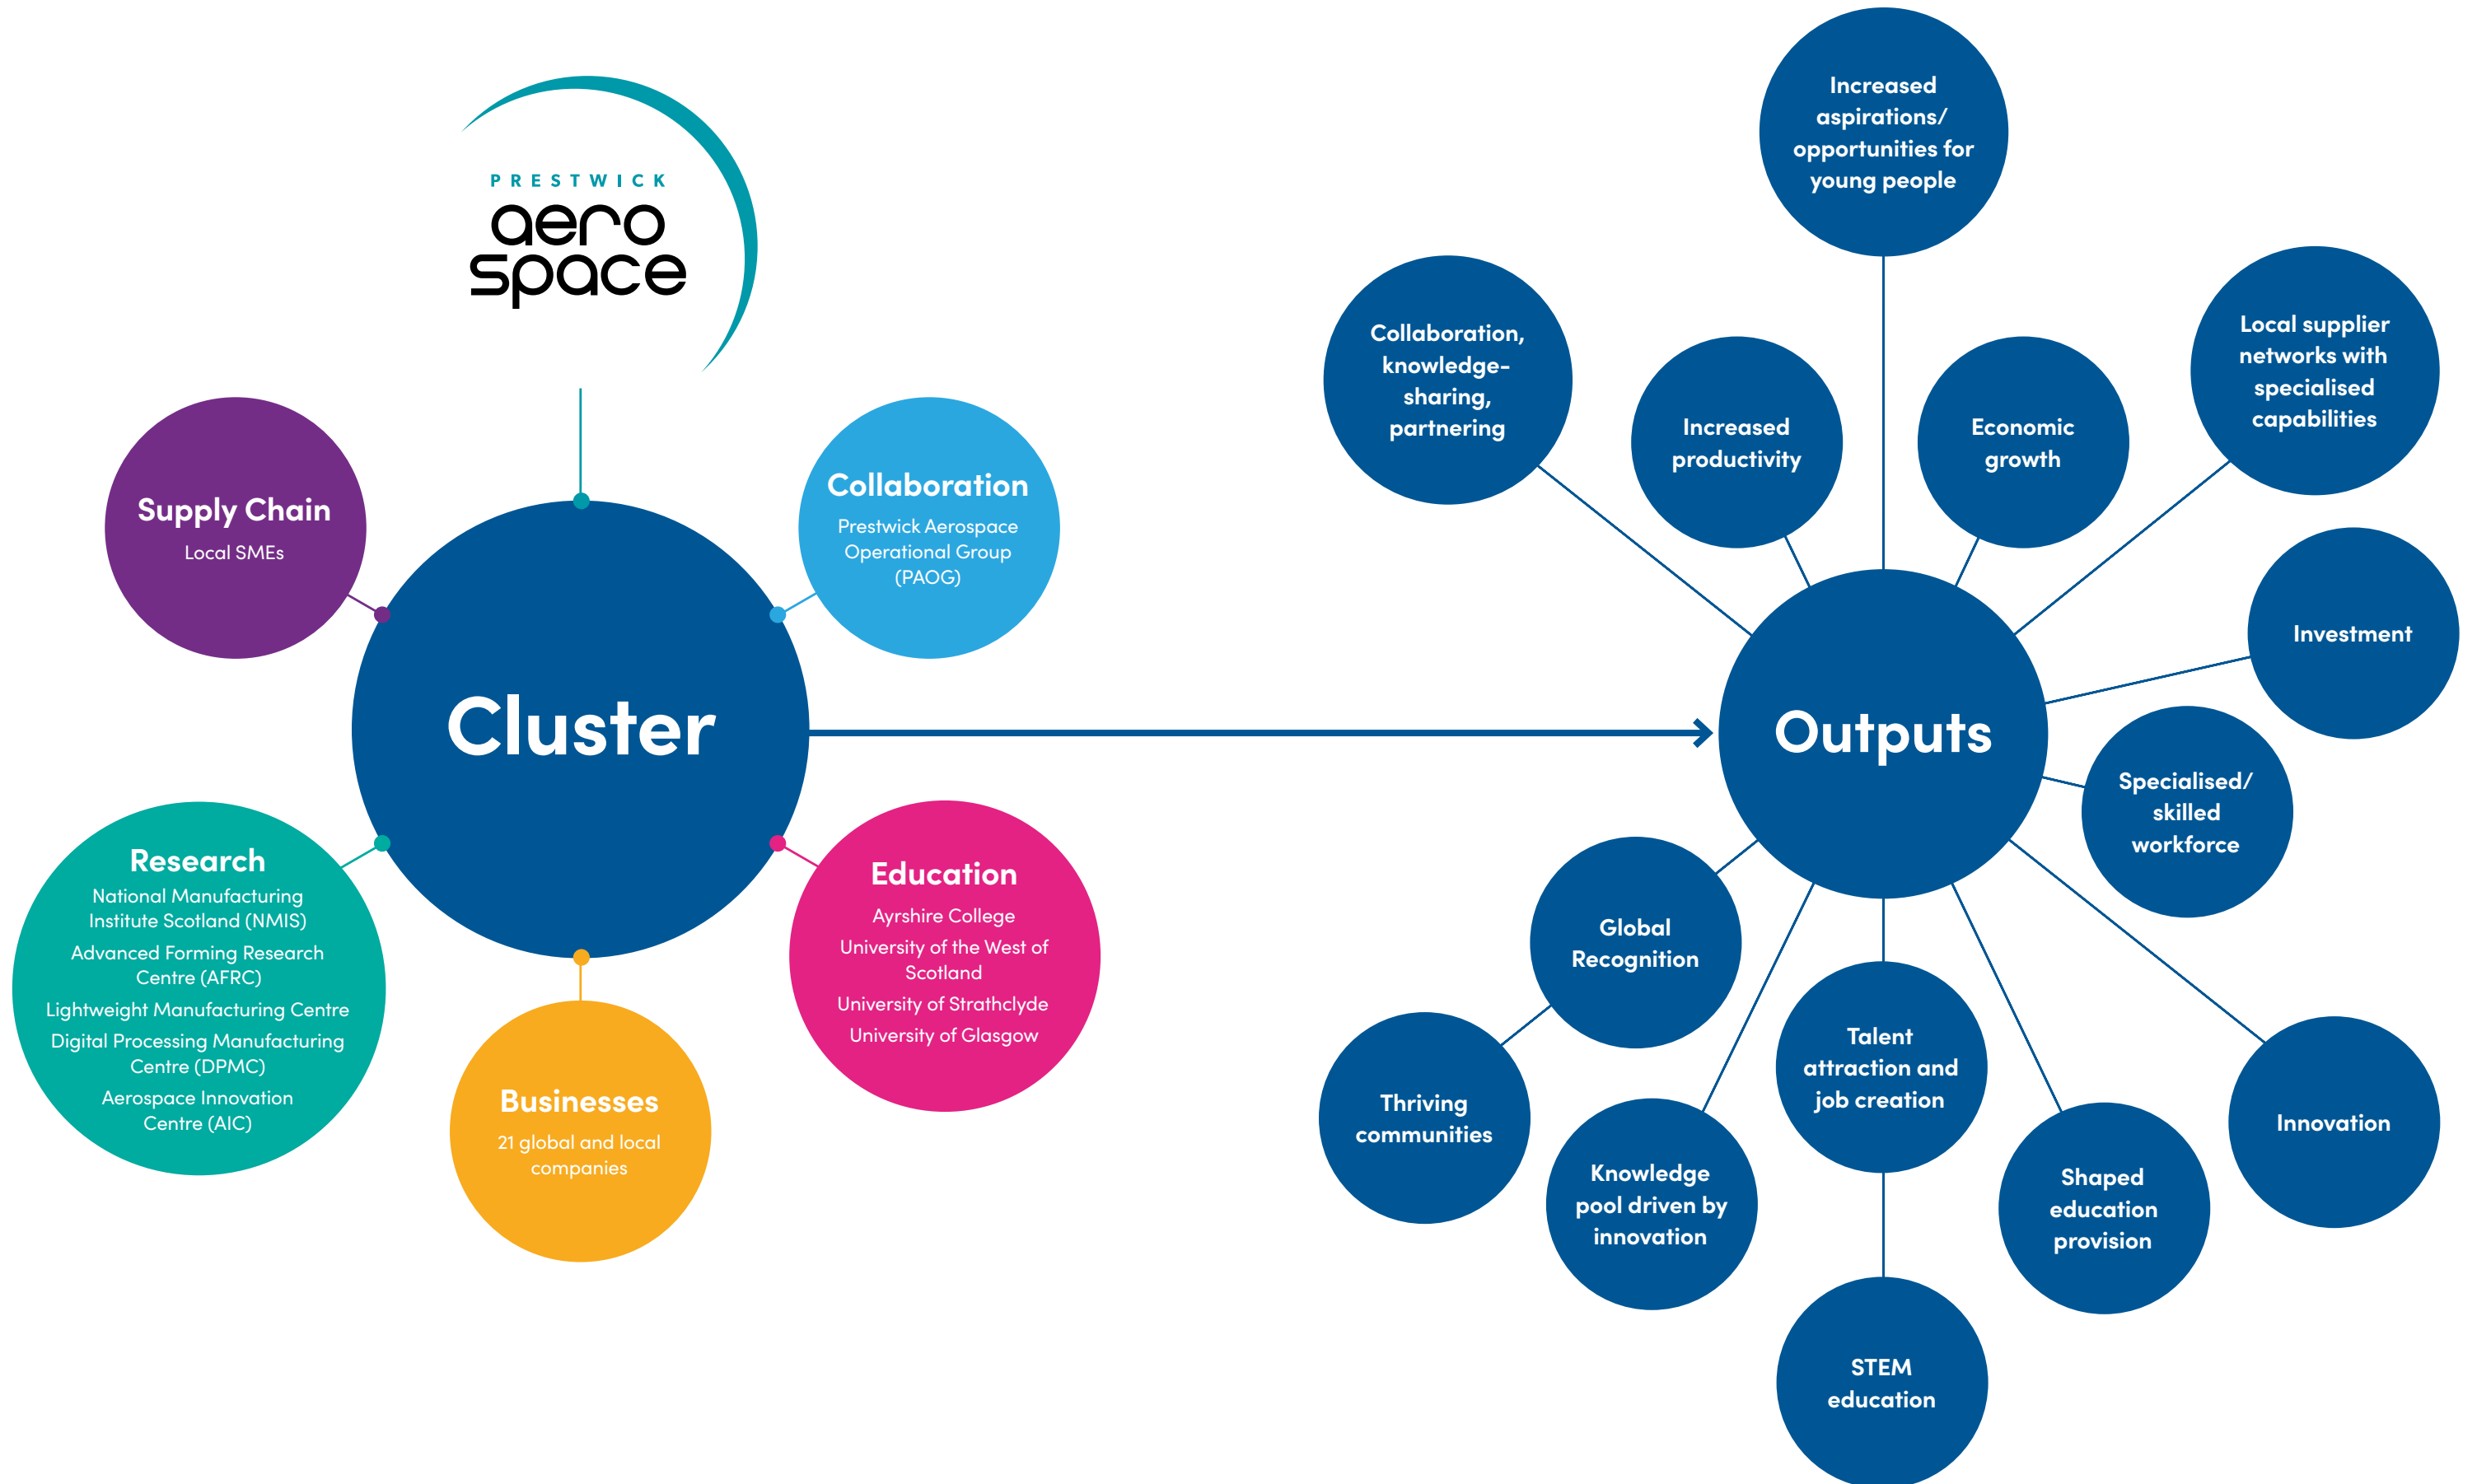 PRESTWICK
aero
space
Supply Chain
Local SMEs
Collaboration
Prestwick Aerospace
Operational Group
(PAOG)
Cluster
Research
National Manufacturing
Institute Scotland (NMIS)
Advanced Forming Research
Centre (AFRC)
Lightweight Manufacturing Centre
Digital Processing Manufacturing
Centre (DPMC)
Aerospace Innovation
Centre (AIC)
Businesses
21 global and local
companies
Education
Ayrshire College
University of the West of
Scotland
University of Strathclyde
University of Glasgow
Outputs
Increased
aspirations/
opportunities for
young people
Collaboration,
knowledge-
sharing,
partnering
Increased
productivity
Economic
growth
Local supplier
networks with
specialised
capabilities
Investment
Specialised/
skilled
workforce
Global
Recognition
Thriving
communities
Knowledge
pool driven by
innovation
Talent
attraction and
job creation
Shaped
education
provision
Innovation
STEM
education